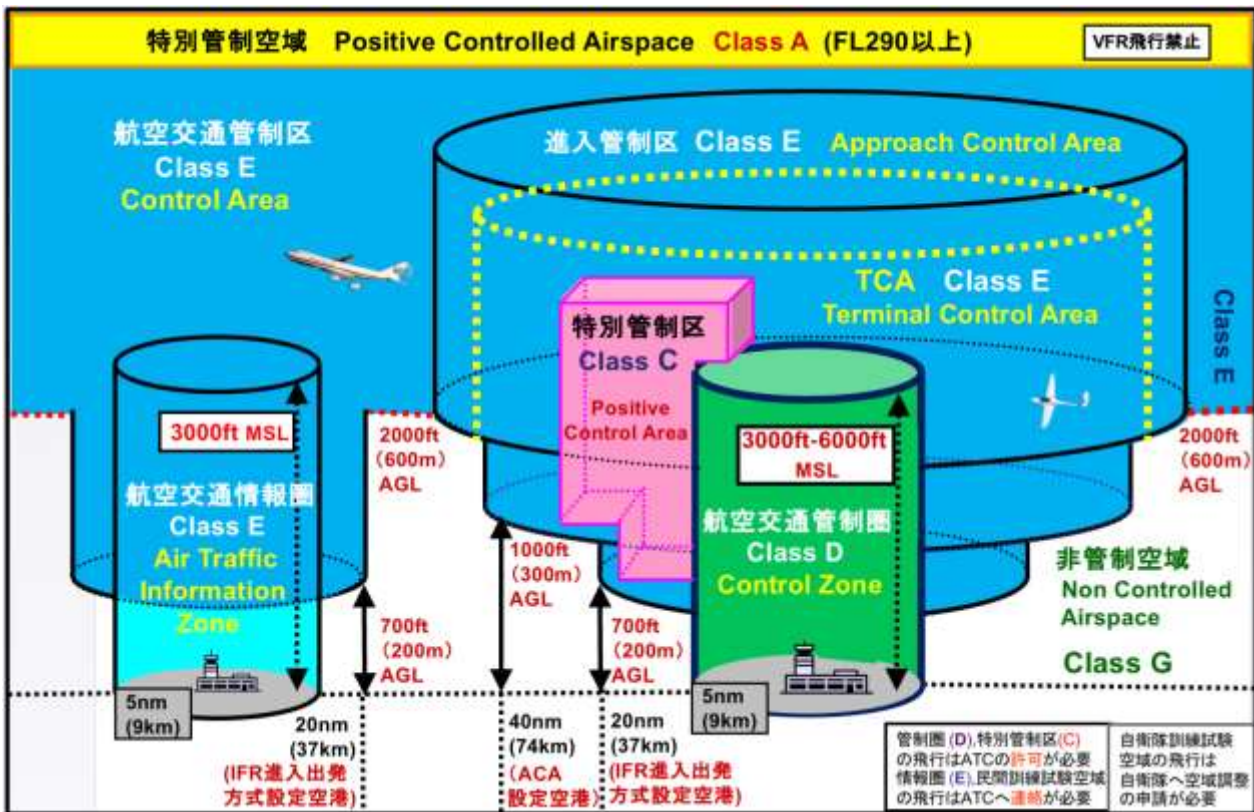 特別管制空域 Positive Controlled Airspace Class A (FL290以上)
VFR飛行禁止
航空交通管制区
Class E
Control Area
進入管制区 Class E Approach Control Area
TCA Class E
Terminal Control Area
Class E
特別管制区
Class C
Positive
Control Area
3000ft MSL
2000ft
(600m)
AGL
3000ft-6000ft
MSL
2000ft
(600m)
AGL
航空交通情報圏
Class E
Air Traffic
Information
Zone
航空交通管制圏
Class D
Control Zone
1000ft
(300m)
AGL
700ft
(200m)
AGL
700ft
(200m)
AGL
非管制空域
Non Controlled
Airspace
Class G
5nm
(9km)
20nm
(37km)
(IFR進入出発
方式設定空港)
40nm
(74km)
(ACA
設定空港)
20nm
(37km)
(IFR進入出発
方式設定空港)
5nm
(9km)
管制圏(D),特別管制区(C)
の飛行はATCの許可が必要
情報圏(E),民間訓練試験空域
の飛行はATCへ連絡が必要
自衛隊訓練試験
空域の飛行は
自衛隊へ空域調整
の申請が必要